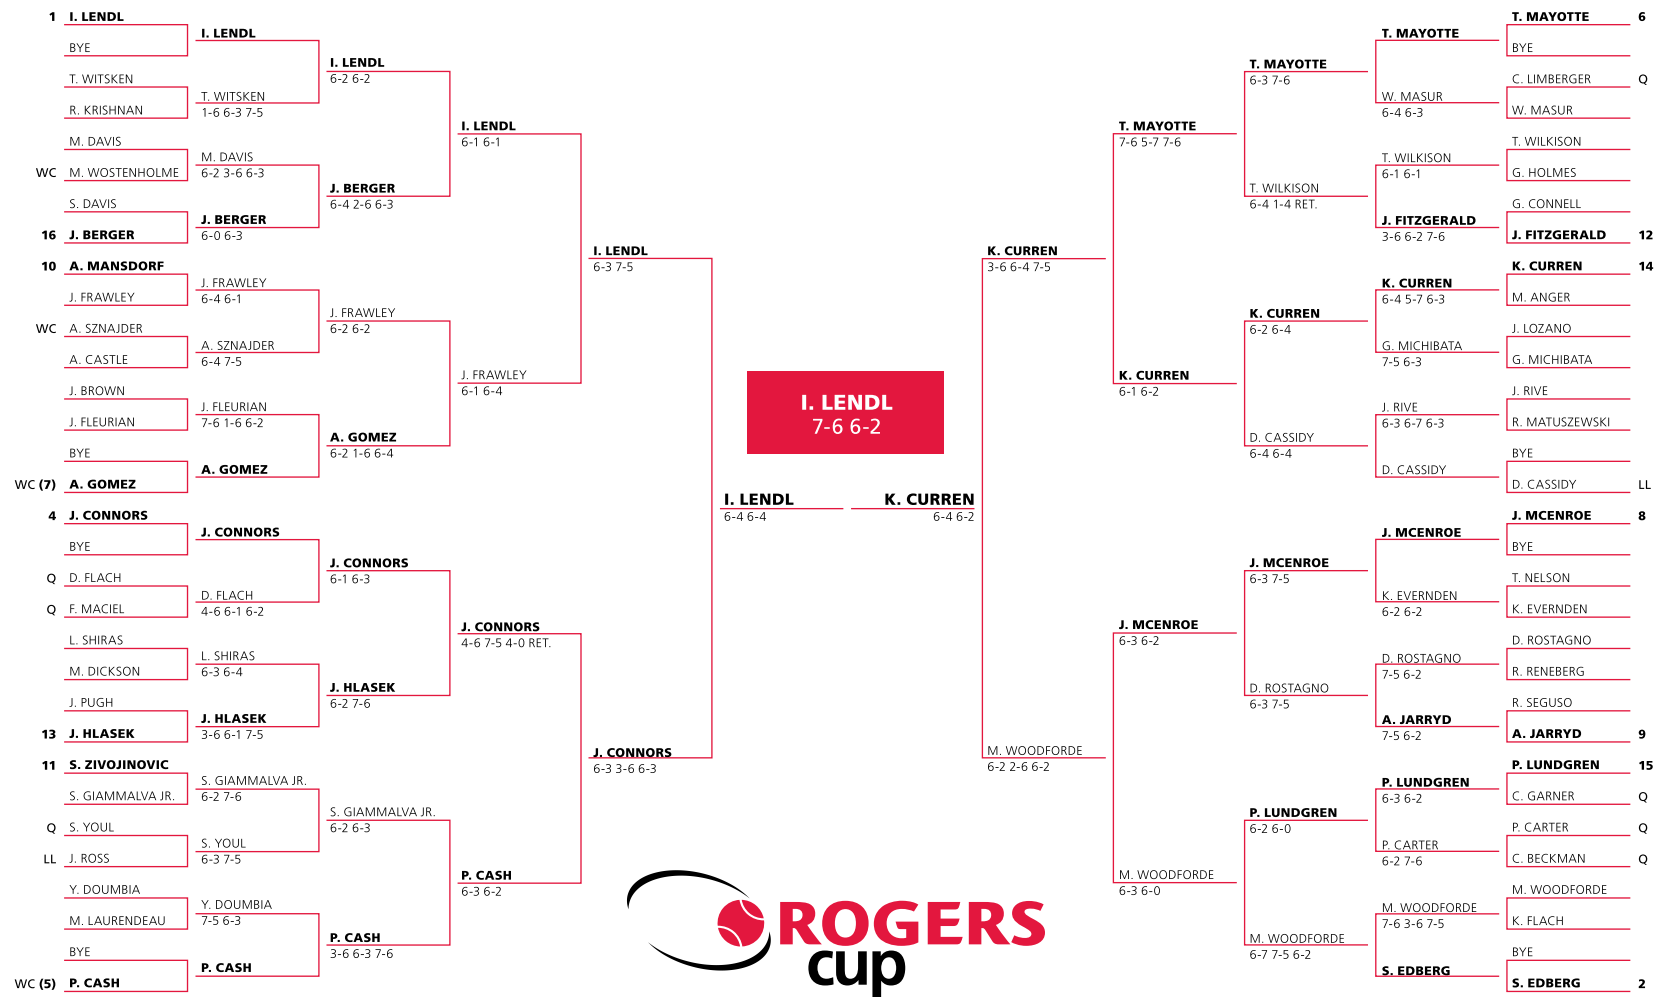 1 I. LENDL
BYE
T. WITSKEN
R. KRISHNAN
M. DAVIS
WC M. WOSTENHOLME
S. DAVIS
16 J. BERGER
10 A. MANSDORF
J. FRAWLEY
WC A. SZNAJDER
A. CASTLE
J. BROWN
J. FLEURIAN
BYE
WC (7) A. GOMEZ
4 J. CONNORS
BYE
Q D. FLACH
Q F. MACIEL
L. SHIRAS
M. DICKSON
J. PUGH
13 J. HLASEK
11 S. ZIVOJINOVIC
S. GIAMMALVA JR.
Q S. YOUL
LL J. ROSS
Y. DOUMBIA
M. LAURENDEAU
BYE
WC (5) P. CASH
I. LENDL
T. WITSKEN
1-6 6-3 7-5
M. DAVIS
6-2 3-6 6-3
J. BERGER
6-0 6-3
J. FRAWLEY
6-4 6-1
A. SZNAJDER
6-4 7-5
J. FLEURIAN
7-6 1-6 6-2
A. GOMEZ
J. CONNORS
D. FLACH
4-6 6-1 6-2
L. SHIRAS
6-3 6-4
J. HLASEK
3-6 6-1 7-5
S. GIAMMALVA JR.
6-2 7-6
S. YOUL
6-3 7-5
Y. DOUMBIA
7-5 6-3
P. CASH
I. LENDL
6-2 6-2
J. BERGER
6-4 2-6 6-3
J. FRAWLEY
6-2 6-2
A. GOMEZ
6-2 1-6 6-4
J. CONNORS
6-1 6-3
J. HLASEK
6-2 7-6
S. GIAMMALVA JR.
6-2 6-3
P. CASH
3-6 6-3 7-6
I. LENDL
6-1 6-1
J. FRAWLEY
6-1 6-4
J. CONNORS
4-6 7-5 4-0 RET.
P. CASH
6-3 6-2
I. LENDL
6-3 7-5
J. CONNORS
6-3 3-6 6-3
I. LENDL
6-4 6-4
I. LENDL
7-6 6-2
K. CURREN
6-4 6-2
K. CURREN
3-6 6-4 7-5
M. WOODFORDE
6-2 2-6 6-2
T. MAYOTTE
7-6 5-7 7-6
K. CURREN
6-1 6-2
J. MCENROE
6-3 6-2
M. WOODFORDE
6-3 6-0
T. MAYOTTE
6-3 7-6
T. WILKISON
6-4 1-4 RET.
K. CURREN
6-2 6-4
D. CASSIDY
6-4 6-4
J. MCENROE
6-3 7-5
D. ROSTAGNO
6-3 7-5
P. LUNDGREN
6-2 6-0
M. WOODFORDE
6-7 7-5 6-2
T. MAYOTTE
W. MASUR
6-4 6-3
T. WILKISON
6-1 6-1
J. FITZGERALD
3-6 6-2 7-6
K. CURREN
6-4 5-7 6-3
G. MICHIBATA
7-5 6-3
J. RIVE
6-3 6-7 6-3
D. CASSIDY
J. MCENROE
K. EVERNDEN
6-2 6-2
D. ROSTAGNO
7-5 6-2
A. JARRYD
7-5 6-2
P. LUNDGREN
6-3 6-2
P. CARTER
6-2 7-6
M. WOODFORDE
7-6 3-6 7-5
S. EDBERG
T. MAYOTTE 6
BYE
C. LIMBERGER Q
W. MASUR
T. WILKISON
G. HOLMES
G. CONNELL
J. FITZGERALD 12
K. CURREN 14
M. ANGER
J. LOZANO
G. MICHIBATA
J. RIVE
R. MATUSZEWSKI
BYE
D. CASSIDY LL
J. MCENROE 8
BYE
T. NELSON
K. EVERNDEN
D. ROSTAGNO
R. RENEBERG
R. SEGUSO
A. JARRYD 9
P. LUNDGREN 15
C. GARNER Q
P. CARTER Q
C. BECKMAN Q
M. WOODFORDE
K. FLACH
BYE
S. EDBERG 2
ROGERS
cup